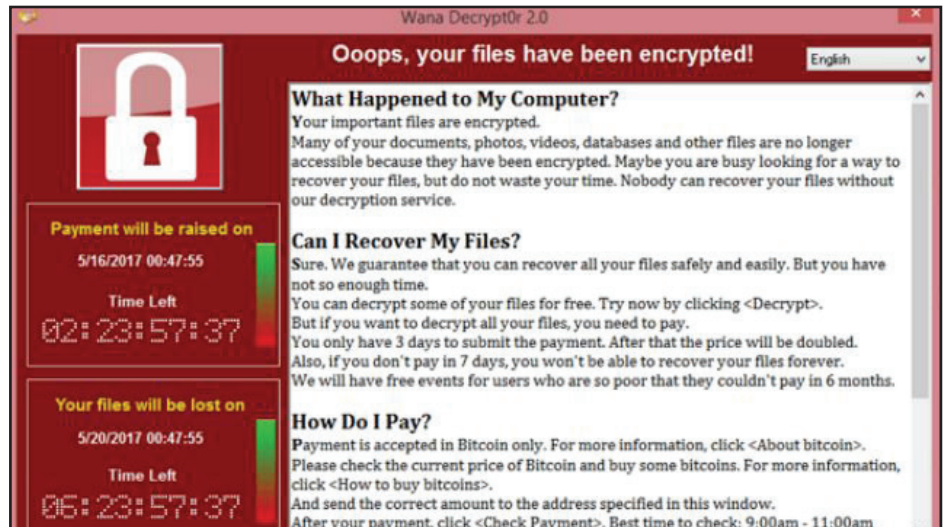 Wana Decrypt0r 2.0
Ooops, your files have been encrypted!
English
What Happened to My Computer?
Your important files are encrypted.
Many of your documents, photos, videos, databases and other files are no longer
accessible because they have been encrypted. Maybe you are busy looking for a way to
recover your files, but do not waste your time. Nobody can recover your files without
our decryption service.
Payment will be raised on
5/16/2017 00:47:55
Time Left
02:23:57:37
Can I Recover My Files?
Sure. We guarantee that you can recover all your files safely and easily. But you have
not so enough time.
You can decrypt some of your files for free. Try now by clicking <Decrypt>.
But if you want to decrypt all your files, you need to pay.
You only have 3 days to submit the payment. After that the price will be doubled.
Also, if you don't pay in 7 days, you won't be able to recover your files forever.
We will have free events for users who are so poor that they couldn't pay in 6 months.
Your files will be lost on
5/20/2017 00:47:55
Time Left
06:23:57:37
How Do I Pay?
Payment is accepted in Bitcoin only. For more information, click <About bitcoin>.
Please check the current price of Bitcoin and buy some bitcoins. For more information,
click <How to buy bitcoins>.
And send the correct amount to the address specified in this window.
After your payment, click <Check Payment>. Best time to check: 9:00am - 11:00am